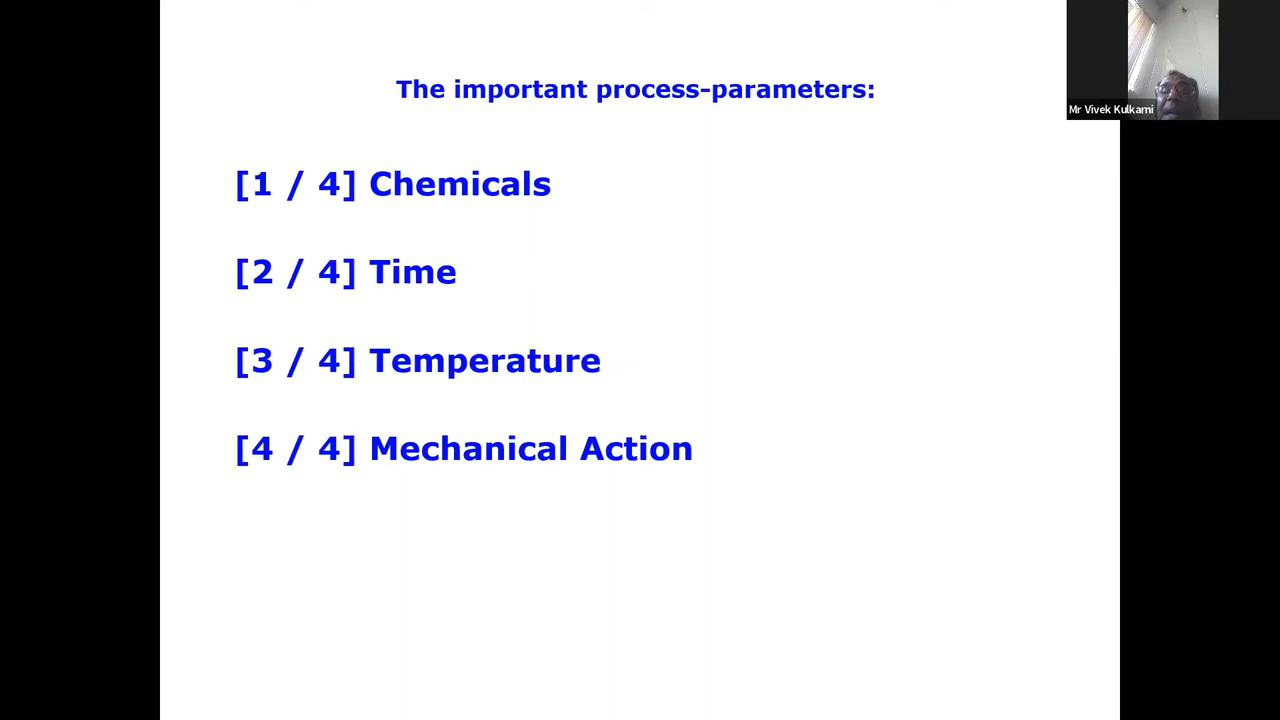 The important process-parameters:
Mr Vivek Kulkarni
[1 / 4] Chemicals
[2 / 4] Time
[3 / 4] Temperature
[4 / 4] Mechanical Action